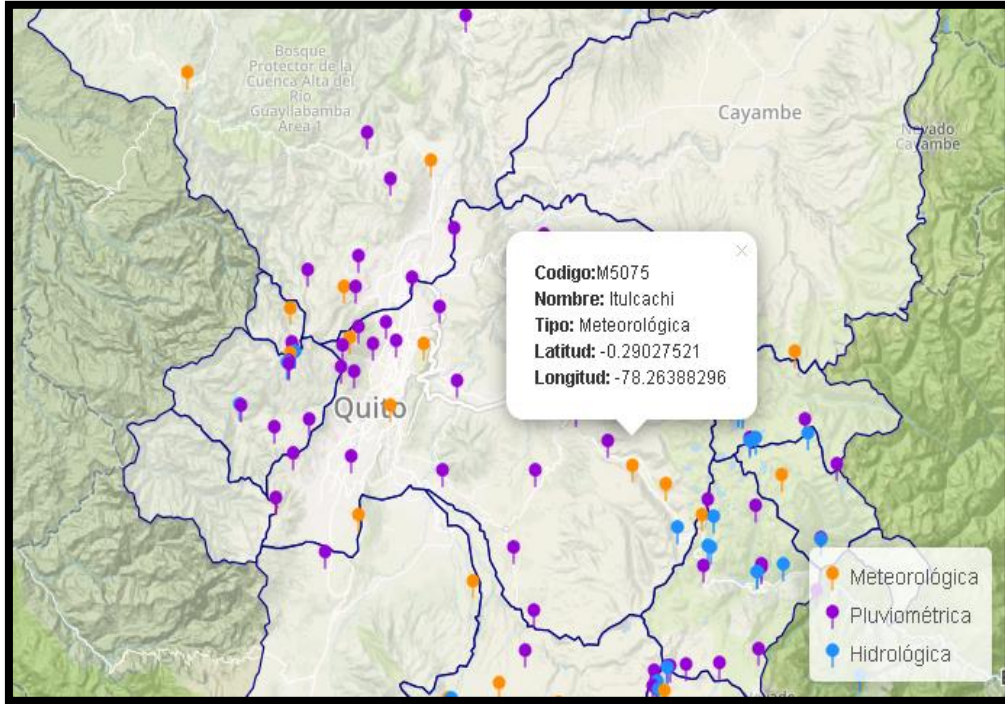 Bosque
Protector de la
Cuenca Alta del
Río
Guayllabamba
Area 1
Cayambe
Nevado
Cayambe
×
Codigo:M5075
Nombre: Itulcachi
Tipo: Meteorológica
Latitud: -0.29027521
Longitud: -78.26388296
Quito
Meteorológica
Pluviométrica
Hidrológica